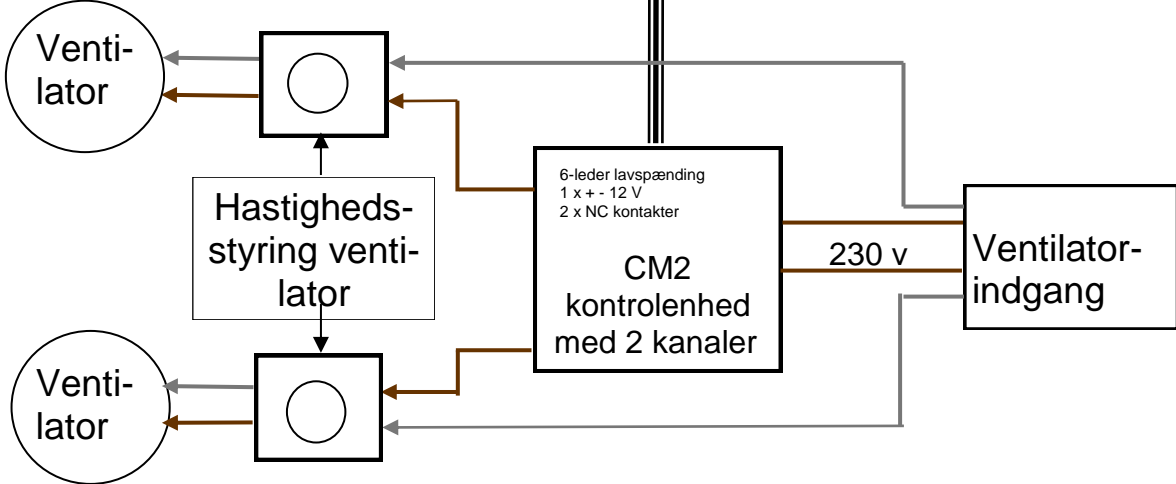 Venti-
lator
Hastigheds-
styring venti-
lator
Venti-
lator
6-leder lavspænding
1 x + - 12 V
2 x NC kontakter
CM2
kontrolenhed
med 2 kanaler
230 v
Ventilator-
indgang